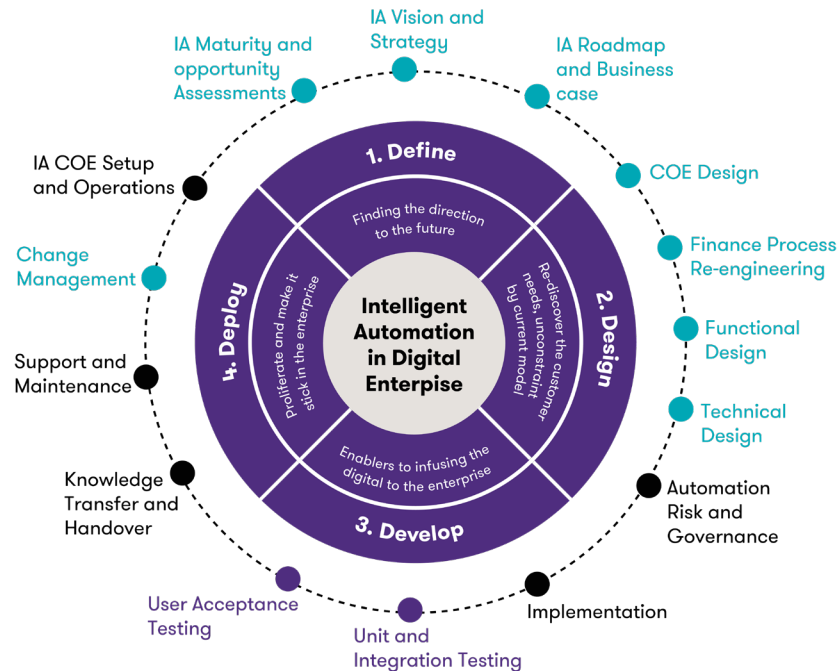 IA Maturity and
opportunity
Assessments
IA Vision and
Strategy
IA Roadmap
and Business
case
COE Design
Finance Process
Re-engineering
Functional
Design
Technical
Design
Automation
Risk and
Governance
Implementation
Unit and
Integration Testing
User Acceptance
Testing
Knowledge
Transfer and
Handover
Support and
Maintenance
Change
Management
IA COE Setup
and Operations
1. Define
Finding the direction
to the future
2. Design
Re-discover the customer
needs, unconstraint
by current model
3. Develop
Enablers to infusing the
digital to the enterprise
4. Deploy
Proliferate and make it
stick in the enterprise
Intelligent
Automation
in Digital
Enterpise